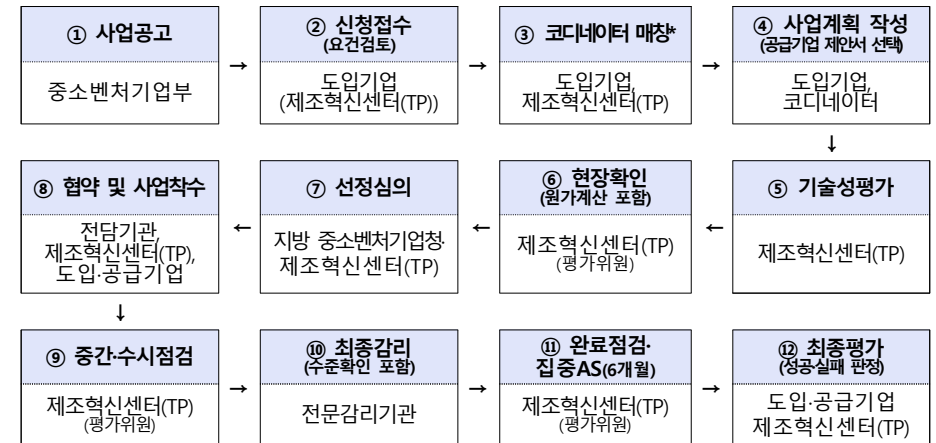 ① 사업공고
중소벤처기업부
→
② 신청접수
(요건검토)
도입기업
(제조혁신센터(TP))
→
③ 코디네이터 매칭*
도입기업,
제조혁신센터(TP)
→
④ 사업계획 작성
(공급기업 제안서 선택)
도입기업,
코디네이터
↓
⑤ 기술성평가
제조혁신센터(TP)
←
⑥ 현장확인
(원가계산 포함)
제조혁신센터(TP)
(평가위원)
←
⑦ 선정심의
지방 중소벤처기업청·
제조혁신센터(TP)
←
⑧ 협약 및 사업착수
전담기관,
제조혁신센터(TP),
도입·공급기업
↓
⑨ 중간·수시점검
제조혁신센터(TP)
(평가위원)
→
⑩ 최종감리
(수준확인 포함)
전문감리기관
→
⑪ 완료점검·
집중AS(6개월)
제조혁신센터(TP)
(평가위원)
→
⑫ 최종평가
(성공·실패 판정)
도입·공급기업
제조혁신센터(TP)